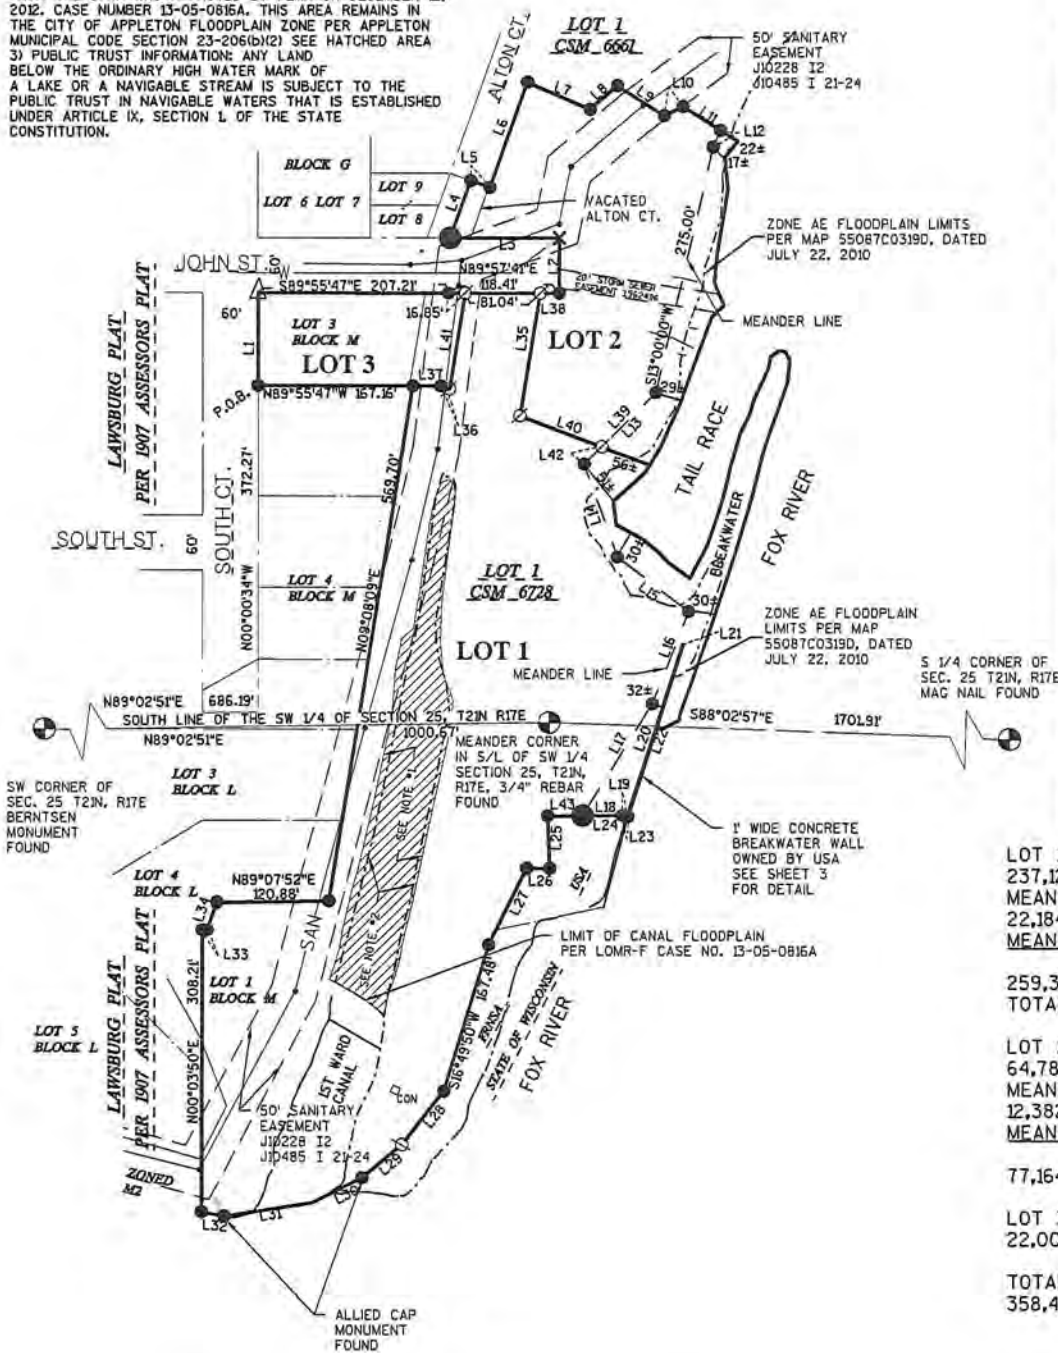 2012. CASE NUMBER 13-05-0816A. THIS AREA REMAINS IN
THE CITY OF APPLETON FLOODPLAIN ZONE PER APPLETON
MUNICIPAL CODE SECTION 23-206(b)(2) SEE HATCHED AREA
3) PUBLIC TRUST INFORMATION: ANY LAND
BELOW THE ORDINARY HIGH WATER MARK OF
A LAKE OR A NAVIGABLE STREAM IS SUBJECT TO THE
PUBLIC TRUST IN NAVIGABLE WATERS THAT IS ESTABLISHED
UNDER ARTICLE IX, SECTION 1, OF THE STATE
CONSTITUTION.
ALTON CT.
LOT 1
CSM 6661
50' SANITARY
EASEMENT
J10228 I2
J10485 I 21-24
L7
L8
L9
L10
L11
L12
22±
17±
L6
L5
L4
BLOCK G
LOT 9
LOT 6 LOT 7
LOT 8
VACATED
ALTON CT.
L3
L2
275.00'
ZONE AE FLOODPLAIN LIMITS
PER MAP 55087C0319D, DATED
JULY 22, 2010
JOHN ST.
N89°57'41"E
S89°55'47"E 207.21'
118.41'
81.04'
16.85'
L38
20' STORM SEWER
60'
LOT 3
BLOCK M
LOT 3
L1
L41
L35
LOT 2
MEANDER LINE
S13°00'00"W
29±
P.O.B.
N89°55'47"W 167.16'
L37
L36
L39
L13
L40
L42
56±
51±
TAIL RACE
LAWSBURG PLAT
PER 1907 ASSESSORS PLAT
SOUTH CT.
372.27'
569.70'
L14
30±
BREAKWATER
FOX RIVER
SOUTH ST.
60'
N00°00'34"W
LOT 4
BLOCK M
N09°08'09"E
LOT 1
CSM 6728
L15
30±
LOT 1
L16
L21
MEANDER LINE
ZONE AE FLOODPLAIN
LIMITS PER MAP
55087C0319D, DATED
JULY 22, 2010
S 1/4 CORNER OF
SEC. 25 T21N, R17E
MAG NAIL FOUND
32±
N89°02'51"E 686.19'
SOUTH LINE OF THE SW 1/4 OF SECTION 25, T21N R17E
N89°02'51"E
1000.67'
S88°02'57"E 1701.91'
MEANDER CORNER
IN S/L OF SW 1/4
SECTION 25, T21N,
R17E, 3/4" REBAR
FOUND
L17
L20
L22
SW CORNER OF
SEC. 25 T21N, R17E
BERNTSEN
MONUMENT
FOUND
LOT 3
BLOCK L
SEE NOTE #1
L19
L43
L18
L24
L25
L23
L26
1' WIDE CONCRETE
BREAKWATER WALL
OWNED BY USA
SEE SHEET 3
FOR DETAIL
LOT 4
BLOCK L
N89°07'52"E
120.88'
L34
L33
SAN
SEE NOTE #2
L27
USA
LIMIT OF CANAL FLOODPLAIN
PER LOMR-F CASE NO. 13-05-0816A
308.21'
LOT 1
BLOCK M
167.48'
S16°49'50"W
FRNSA
STATE OF WISCONSIN
FOX RIVER
LOT 5
BLOCK L
LAWSBURG PLAT
PER 1907 ASSESSORS PLAT
N00°03'50"E
1ST WARD
CANAL
CON
50' SANITARY
EASEMENT
J10228 I2
J10485 I 21-24
L28
L29
L30
L31
L32
ZONED
M2
ALLIED CAP
MONUMENT
FOUND
LOT
237,12
MEAN
22,184
MEAN
259,3
TOTA
LOT
64,78
MEAN
12,382
MEAN
77,164
LOT
22,00
TOTA
358,4